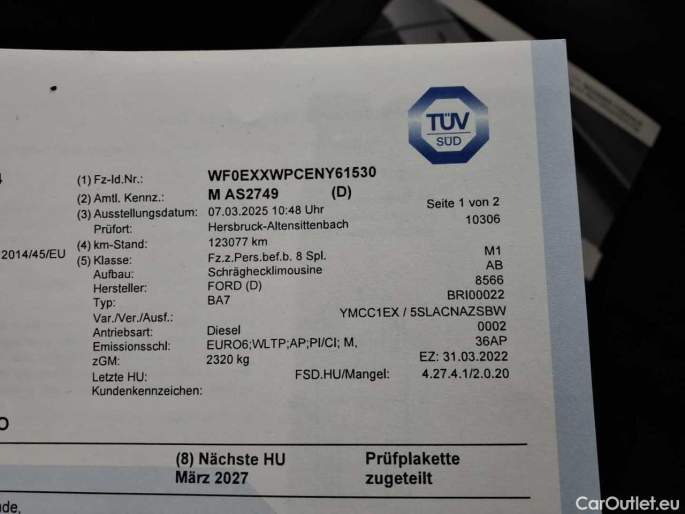 TÜV
SÜD
(1) Fz-Id.Nr.: WF0EXXWPCENY61530
(2) Amtl. Kennz.: M AS2749 (D)
Seite 1 von 2
(3) Ausstellungsdatum: 07.03.2025 10:48 Uhr
Prüfort: Hersbruck-Altensittenbach 10306
2014/45/EU
(4) km-Stand: 123077 km
(5) Klasse: Fz.z.Pers.bef.b. 8 Spl. M1
Aufbau: Schräghecklimousine AB
Hersteller: FORD (D) 8566
Typ: BA7 BRI00022
Var./Ver./Ausf.: YMCC1EX / 5SLACNAZSBW
Antriebsart: Diesel 0002
Emissionsschl: EURO6;WLTP;AP;PI/CI; M, 36AP
zGM: 2320 kg EZ: 31.03.2022
Letzte HU: FSD.HU/Mangel: 4.27.4.1/2.0.20
Kundenkennzeichen:
(8) Nächste HU Prüfplakette
März 2027 zugeteilt
CarOutlet.eu